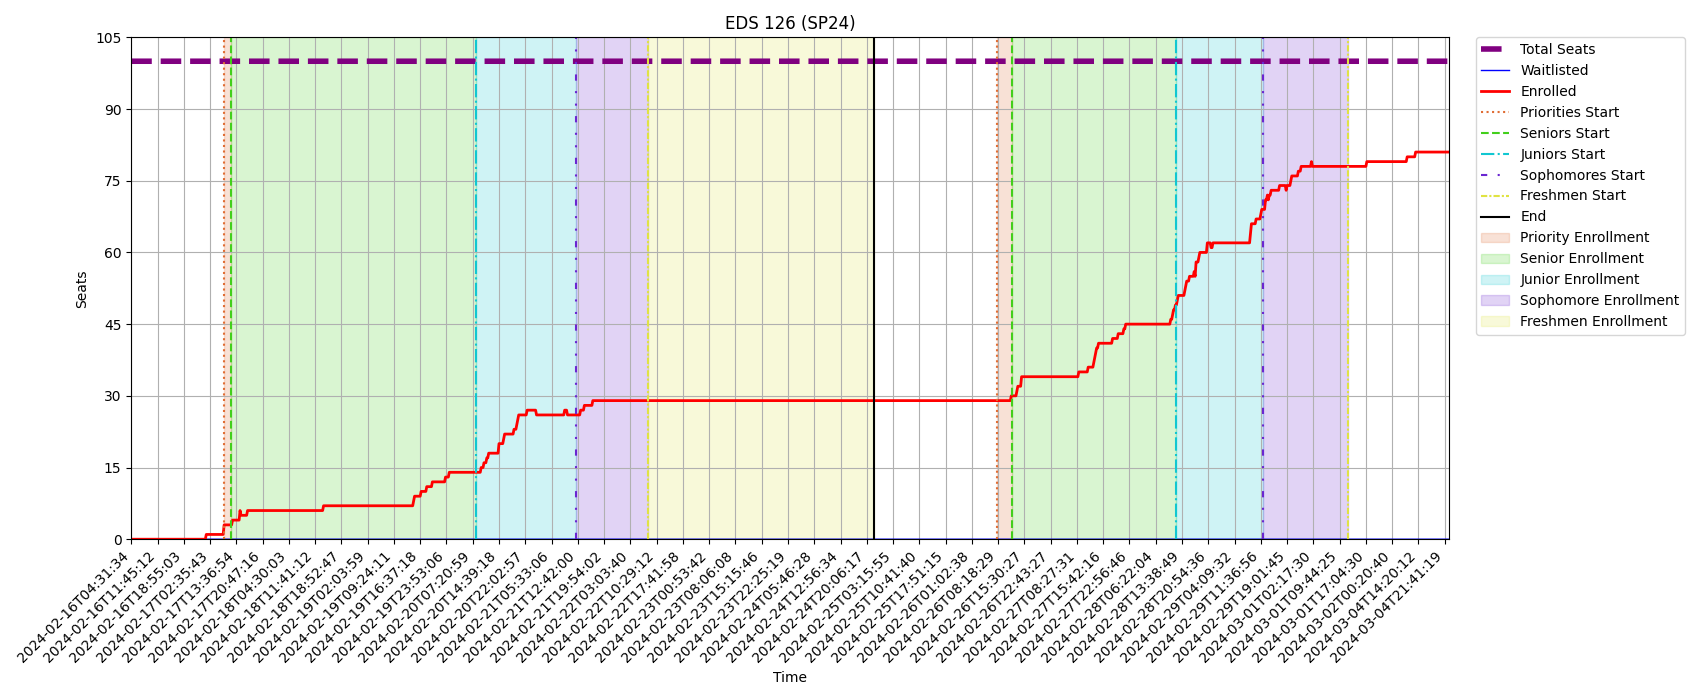 EDS 126 (SP24)
105
90
75
60
45
30
15
0
Seats
2024-02-16T04:31:34
2024-02-16T11:45:12
2024-02-16T18:55:03
2024-02-17T02:35:43
2024-02-17T13:36:54
2024-02-17T20:47:16
2024-02-18T04:30:03
2024-02-18T11:41:12
2024-02-18T18:52:47
2024-02-19T02:03:59
2024-02-19T09:24:11
2024-02-19T16:37:18
2024-02-19T23:53:06
2024-02-20T07:20:59
2024-02-20T14:39:18
2024-02-20T22:02:57
2024-02-21T05:33:06
2024-02-21T12:42:00
2024-02-21T19:54:02
2024-02-22T03:03:40
2024-02-22T10:29:12
2024-02-22T17:41:58
2024-02-23T00:53:42
2024-02-23T08:06:08
2024-02-23T15:15:46
2024-02-23T22:25:19
2024-02-24T05:46:28
2024-02-24T12:56:34
2024-02-24T20:06:17
2024-02-25T03:15:55
2024-02-25T10:41:40
2024-02-25T17:51:15
2024-02-26T01:02:38
2024-02-26T08:18:29
2024-02-26T15:30:27
2024-02-26T22:43:27
2024-02-27T08:27:31
2024-02-27T15:42:16
2024-02-27T22:56:46
2024-02-28T06:22:04
2024-02-28T13:38:49
2024-02-28T20:54:36
2024-02-29T04:09:32
2024-02-29T11:36:56
2024-02-29T19:01:45
2024-03-01T02:17:30
2024-03-01T09:44:25
2024-03-01T17:04:30
2024-03-02T00:20:40
2024-03-04T14:20:12
2024-03-04T21:41:19
Time
Total Seats
Waitlisted
Enrolled
Priorities Start
Seniors Start
Juniors Start
Sophomores Start
Freshmen Start
End
Priority Enrollment
Senior Enrollment
Junior Enrollment
Sophomore Enrollment
Freshmen Enrollment